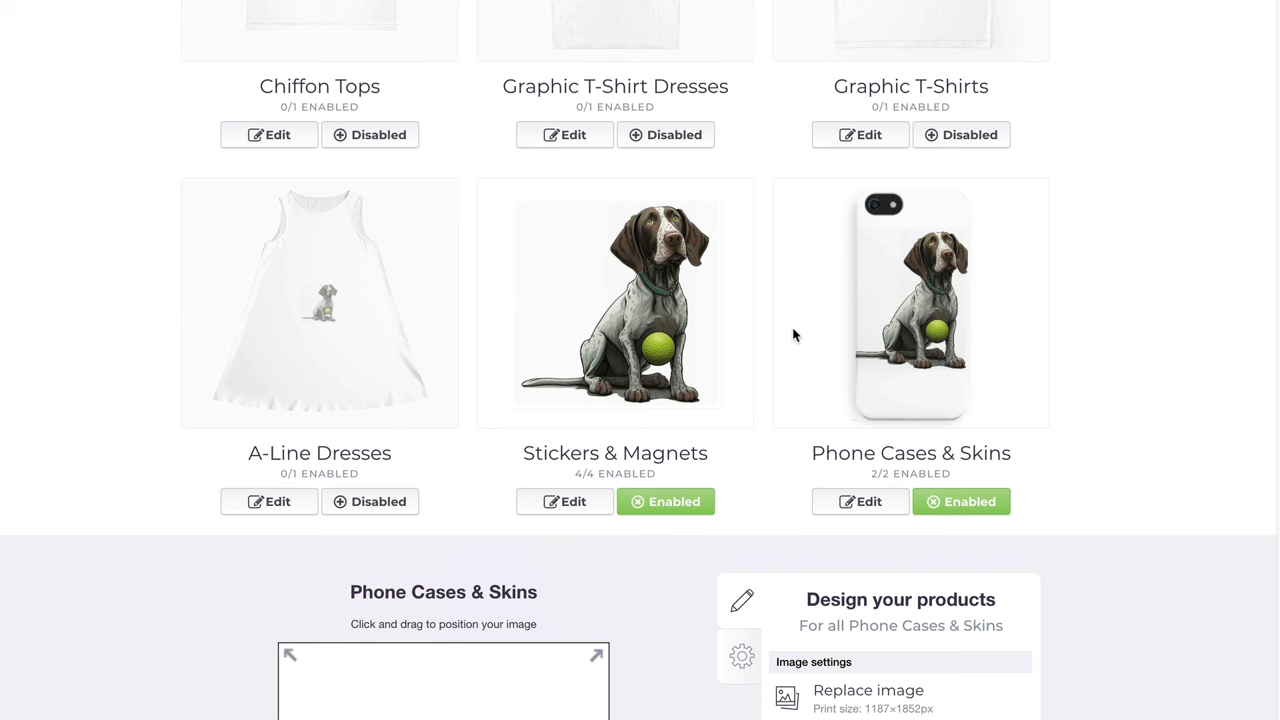 Chiffon Tops
0/1 ENABLED
Edit
Disabled
Graphic T-Shirt Dresses
0/1 ENABLED
Edit
Disabled
Graphic T-Shirts
0/1 ENABLED
Edit
Disabled
A-Line Dresses
0/1 ENABLED
Edit
Disabled
Stickers & Magnets
4/4 ENABLED
Edit
Enabled
Phone Cases & Skins
2/2 ENABLED
Edit
Enabled
Phone Cases & Skins
Click and drag to position your image
Design your products
For all Phone Cases & Skins
Image settings
Replace image
Print size: 1187×1852px